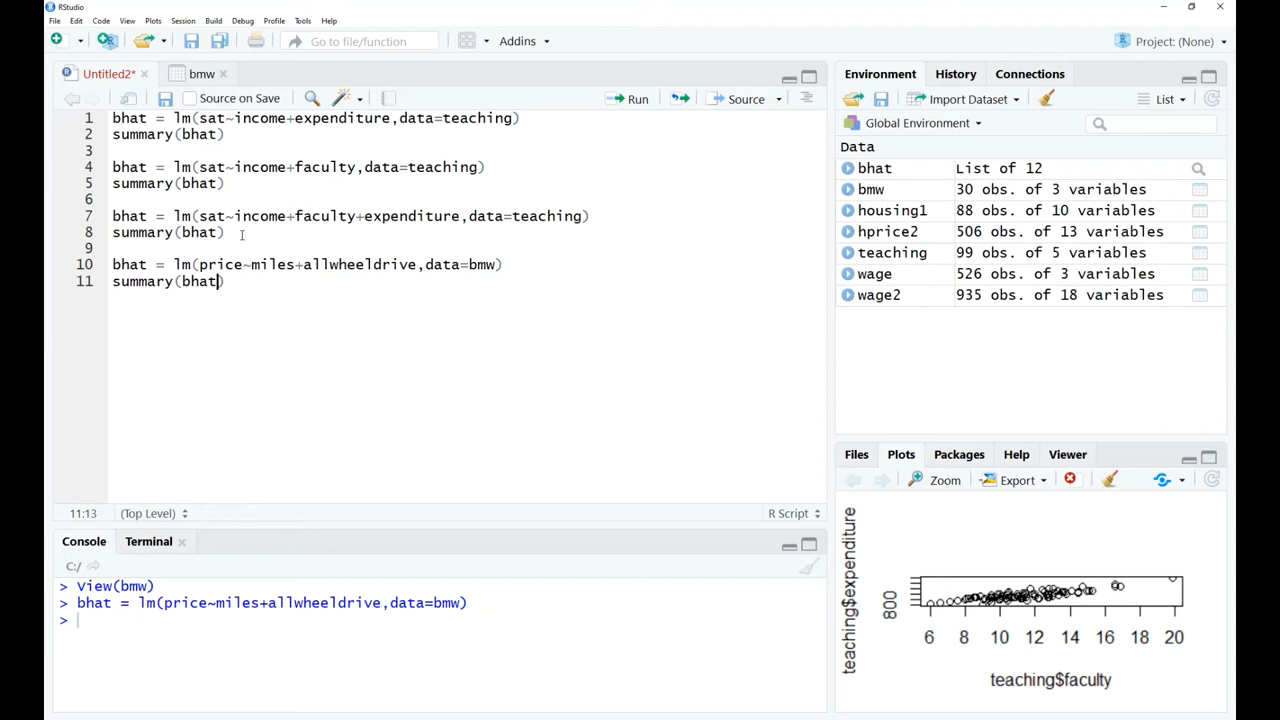 RStudio
File Edit Code View Plots Session Build Debug Profile Tools Help
Go to file/function Addins Project: (None)
Untitled2* bmw
Source on Save Run Source
1 bhat = lm(sat~income+expenditure,data=teaching)
2 summary(bhat)
3
4 bhat = lm(sat~income+faculty,data=teaching)
5 summary(bhat)
6
7 bhat = lm(sat~income+faculty+expenditure,data=teaching)
8 summary(bhat)
9
10 bhat = lm(price~miles+allwheeldrive,data=bmw)
11 summary(bhat)
11:13 (Top Level) R Script
Console Terminal
C:/
> View(bmw)
> bhat = lm(price~miles+allwheeldrive,data=bmw)
>
Environment History Connections
Import Dataset List
Global Environment
Data
bhat List of 12
bmw 30 obs. of 3 variables
housing1 88 obs. of 10 variables
hprice2 506 obs. of 13 variables
teaching 99 obs. of 5 variables
wage 526 obs. of 3 variables
wage2 935 obs. of 18 variables
Files Plots Packages Help Viewer
Zoom Export
teaching$expenditure
800
6 8 10 12 14 16 18 20
teaching$faculty